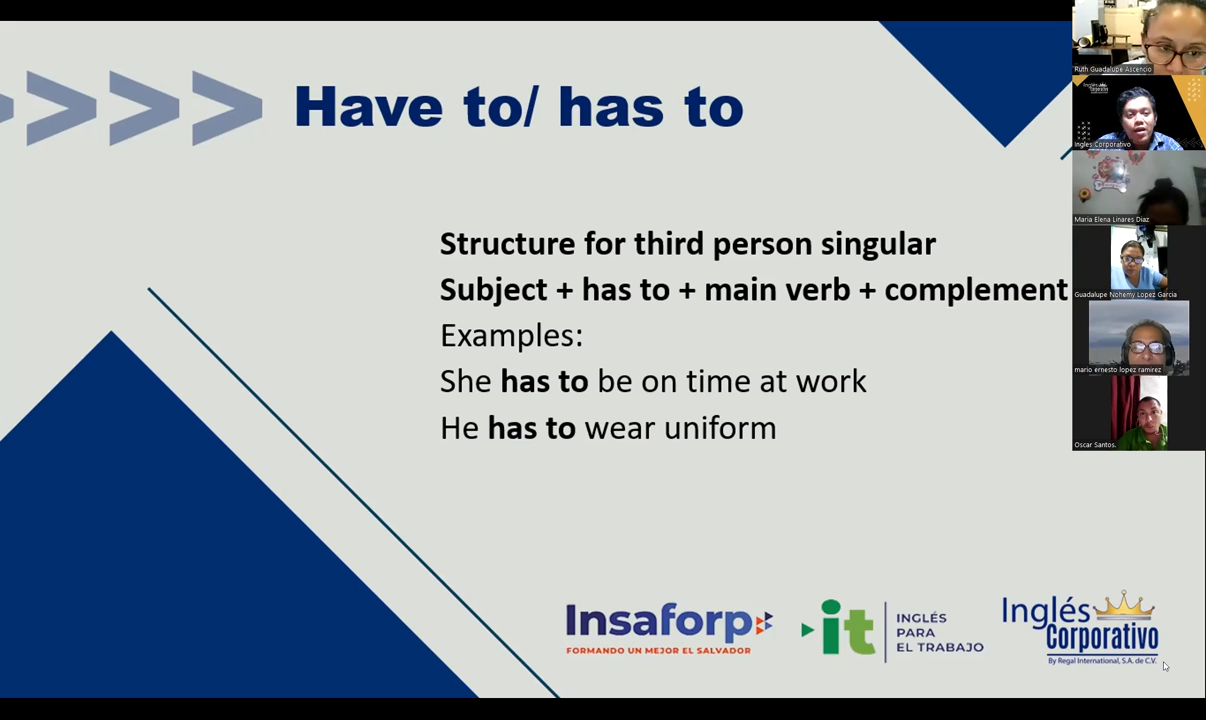 Have to/ has to
Structure for third person singular
Subject + has to + main verb + complement
Examples:
She has to be on time at work
He has to wear uniform
Insaforp
FORMANDO UN MEJOR EL SALVADOR
it
INGLÉS
PARA
EL TRABAJO
Inglés
Corporativo
By Regal International, S.A. de C.V.
Ruth Guadalupe Ascencio
Inglés
Corporativo
Ingles Corporativo
Maria Elena Linares Diaz
Guadalupe Nohemy Lopez Garcia
mario ernesto lopez ramirez
Oscar Santos.